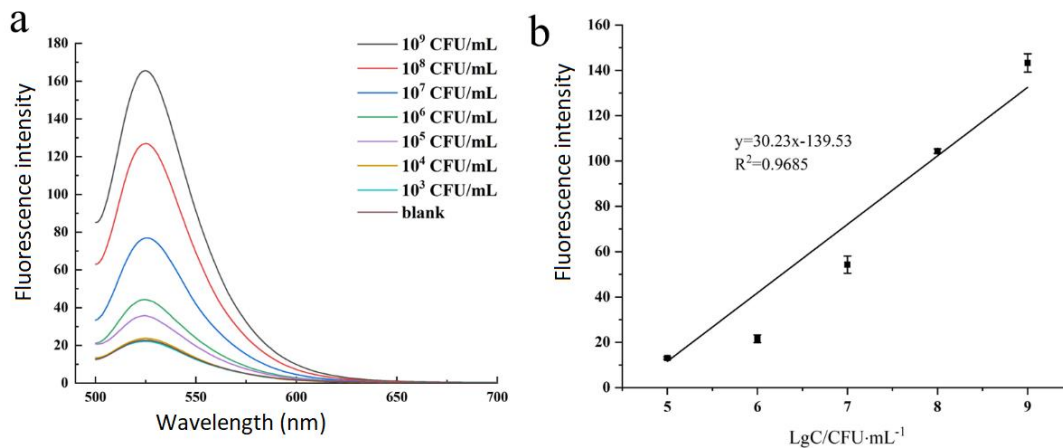 a
Fluorescence intensity
180
160
140
120
100
80
60
40
20
0
500
550
600
650
700
Wavelength (nm)
10⁹ CFU/mL
10⁸ CFU/mL
10⁷ CFU/mL
10⁶ CFU/mL
10⁵ CFU/mL
10⁴ CFU/mL
10³ CFU/mL
blank
b
Fluorescence intensity
160
140
120
100
80
60
40
20
0
y=30.23x-139.53
R²=0.9685
5
6
7
8
9
LgC/CFU·mL⁻¹